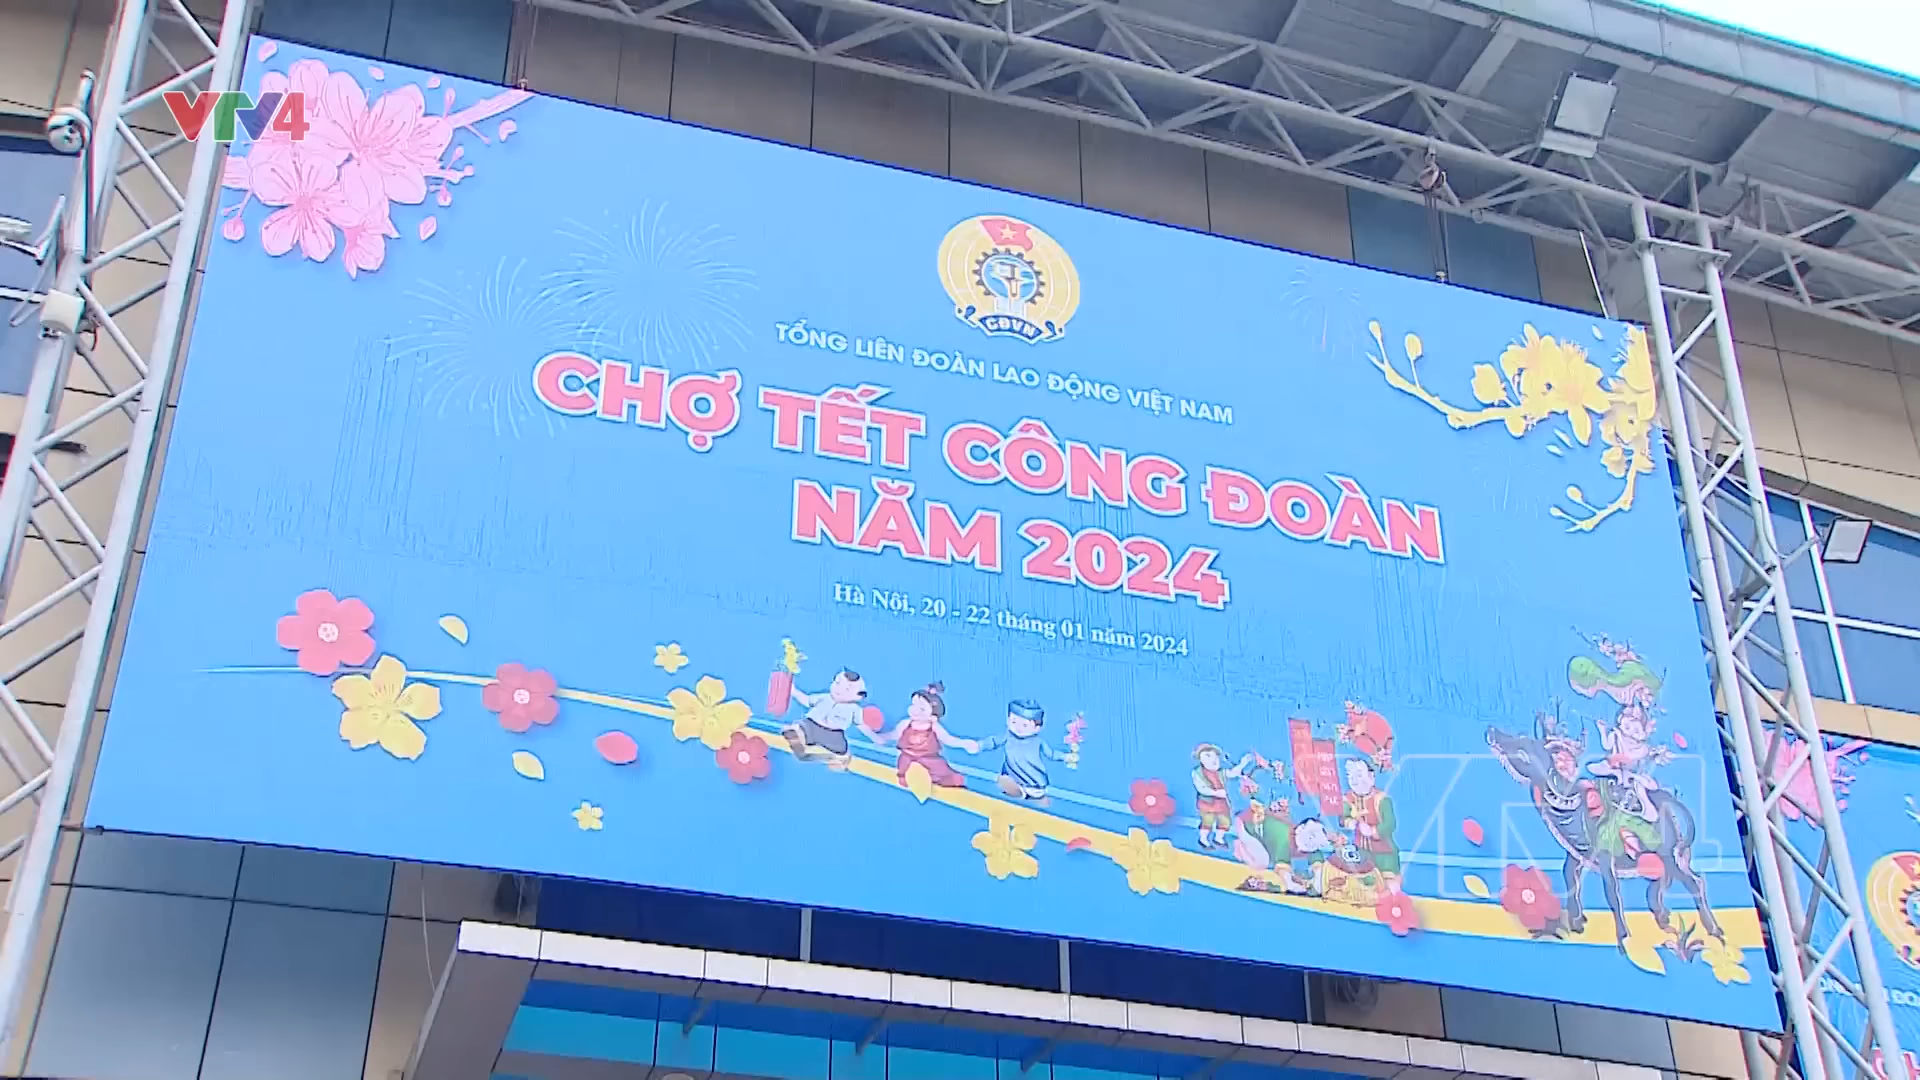 VTV4
CĐVN
TỔNG LIÊN ĐOÀN LAO ĐỘNG VIỆT NAM
CHỢ TẾT CÔNG ĐOÀN
NĂM 2024
Hà Nội, 20 - 22 tháng 01 năm 2024
VTV4